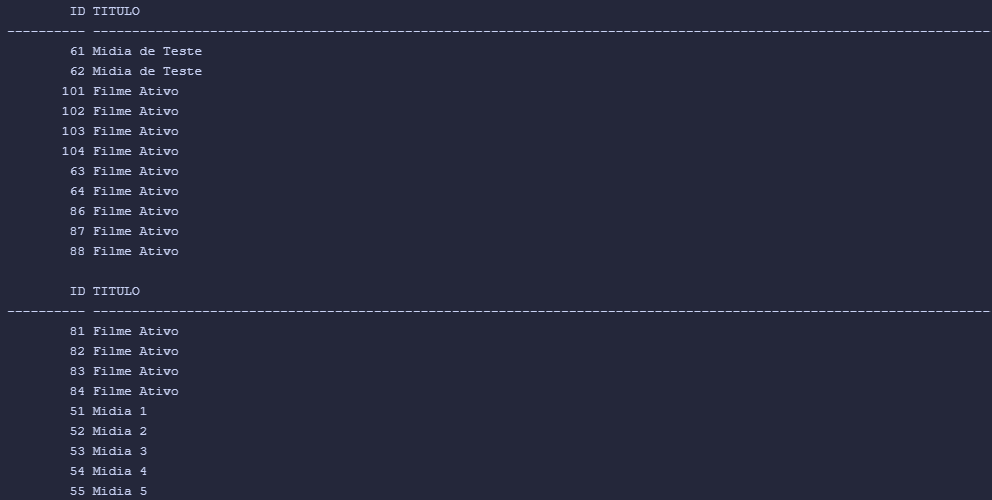 ID TITULO
---------- -------------------------------------------------------------------------------------------------------------------
61 Midia de Teste
62 Midia de Teste
101 Filme Ativo
102 Filme Ativo
103 Filme Ativo
104 Filme Ativo
63 Filme Ativo
64 Filme Ativo
86 Filme Ativo
87 Filme Ativo
88 Filme Ativo
ID TITULO
---------- -------------------------------------------------------------------------------------------------------------------
81 Filme Ativo
82 Filme Ativo
83 Filme Ativo
84 Filme Ativo
51 Midia 1
52 Midia 2
53 Midia 3
54 Midia 4
55 Midia 5